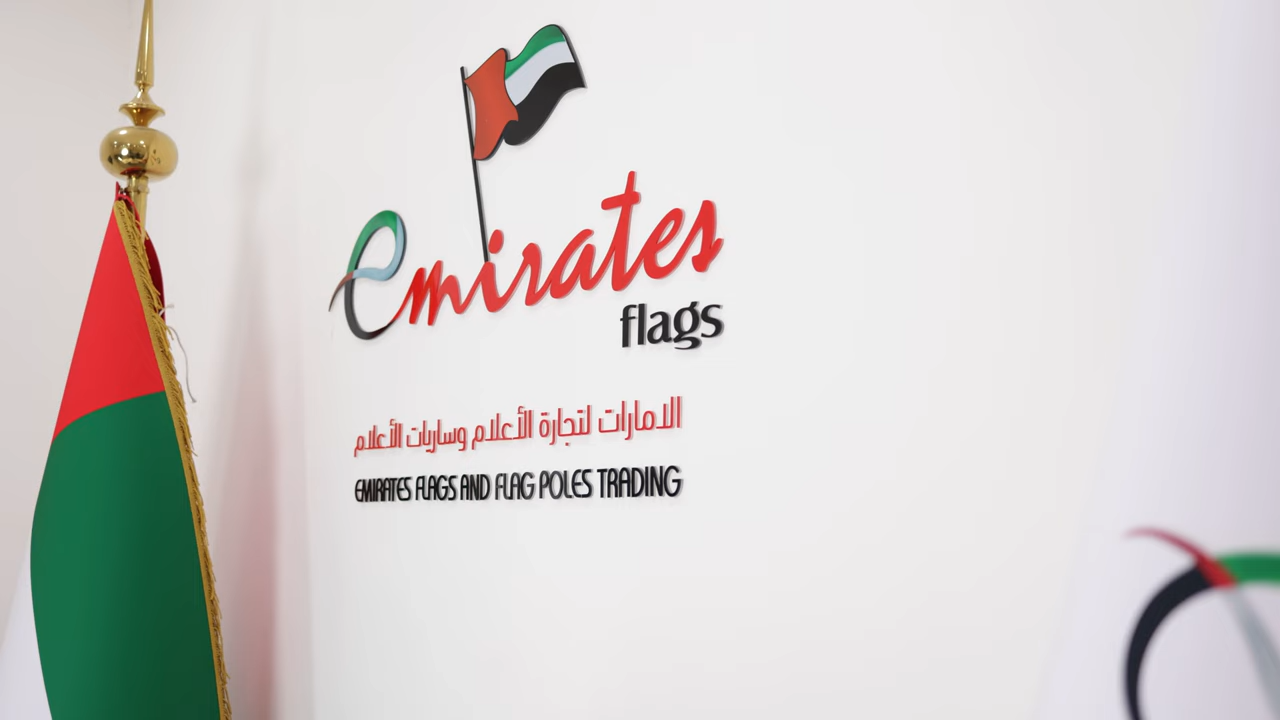 emirates
flags
الامارات لتجارة الأعلام وساريات الأعلام
EMIRATES FLAGS AND FLAG POLES TRADING